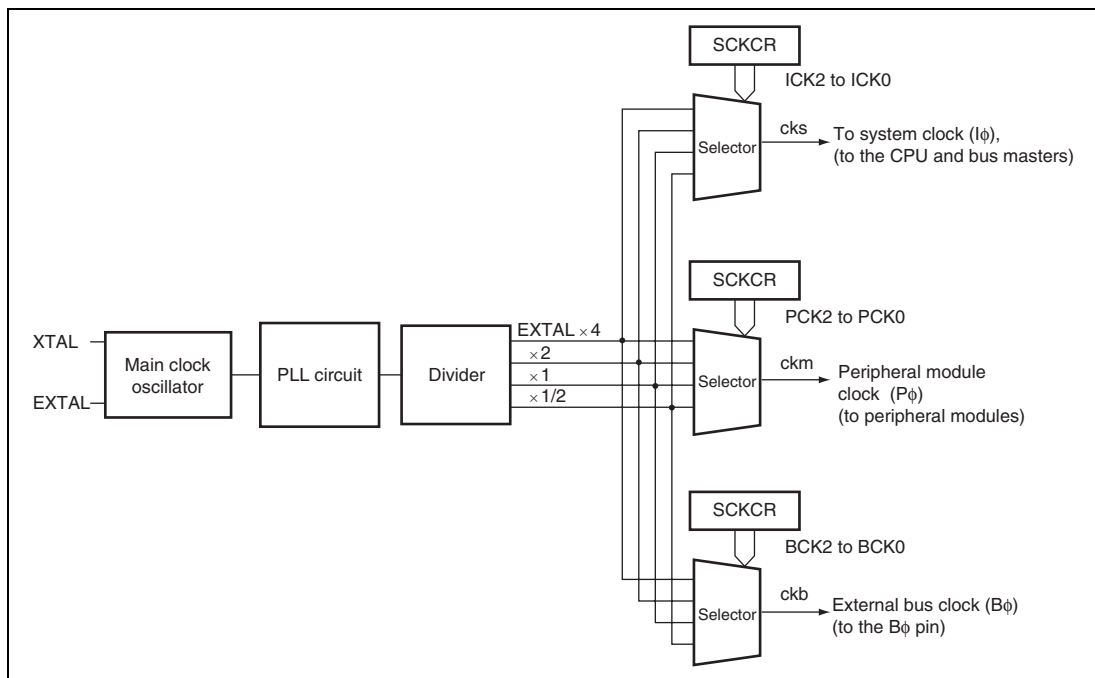 SCKCR
ICK2 to ICK0
Selector
cks
To system clock (Iϕ),
(to the CPU and bus masters)
SCKCR
PCK2 to PCK0
XTAL
EXTAL
Main clock
oscillator
PLL circuit
Divider
EXTAL × 4
× 2
× 1
× 1/2
Selector
ckm
Peripheral module
clock (Pϕ)
(to peripheral modules)
SCKCR
BCK2 to BCK0
Selector
ckb
External bus clock (Bϕ)
(to the Bϕ pin)